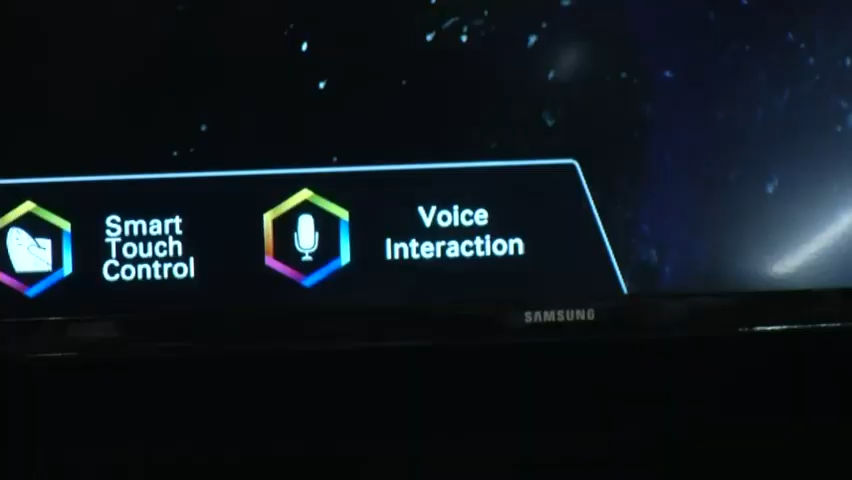 Smart
Touch
Control
Voice
Interaction
SAMSUNG